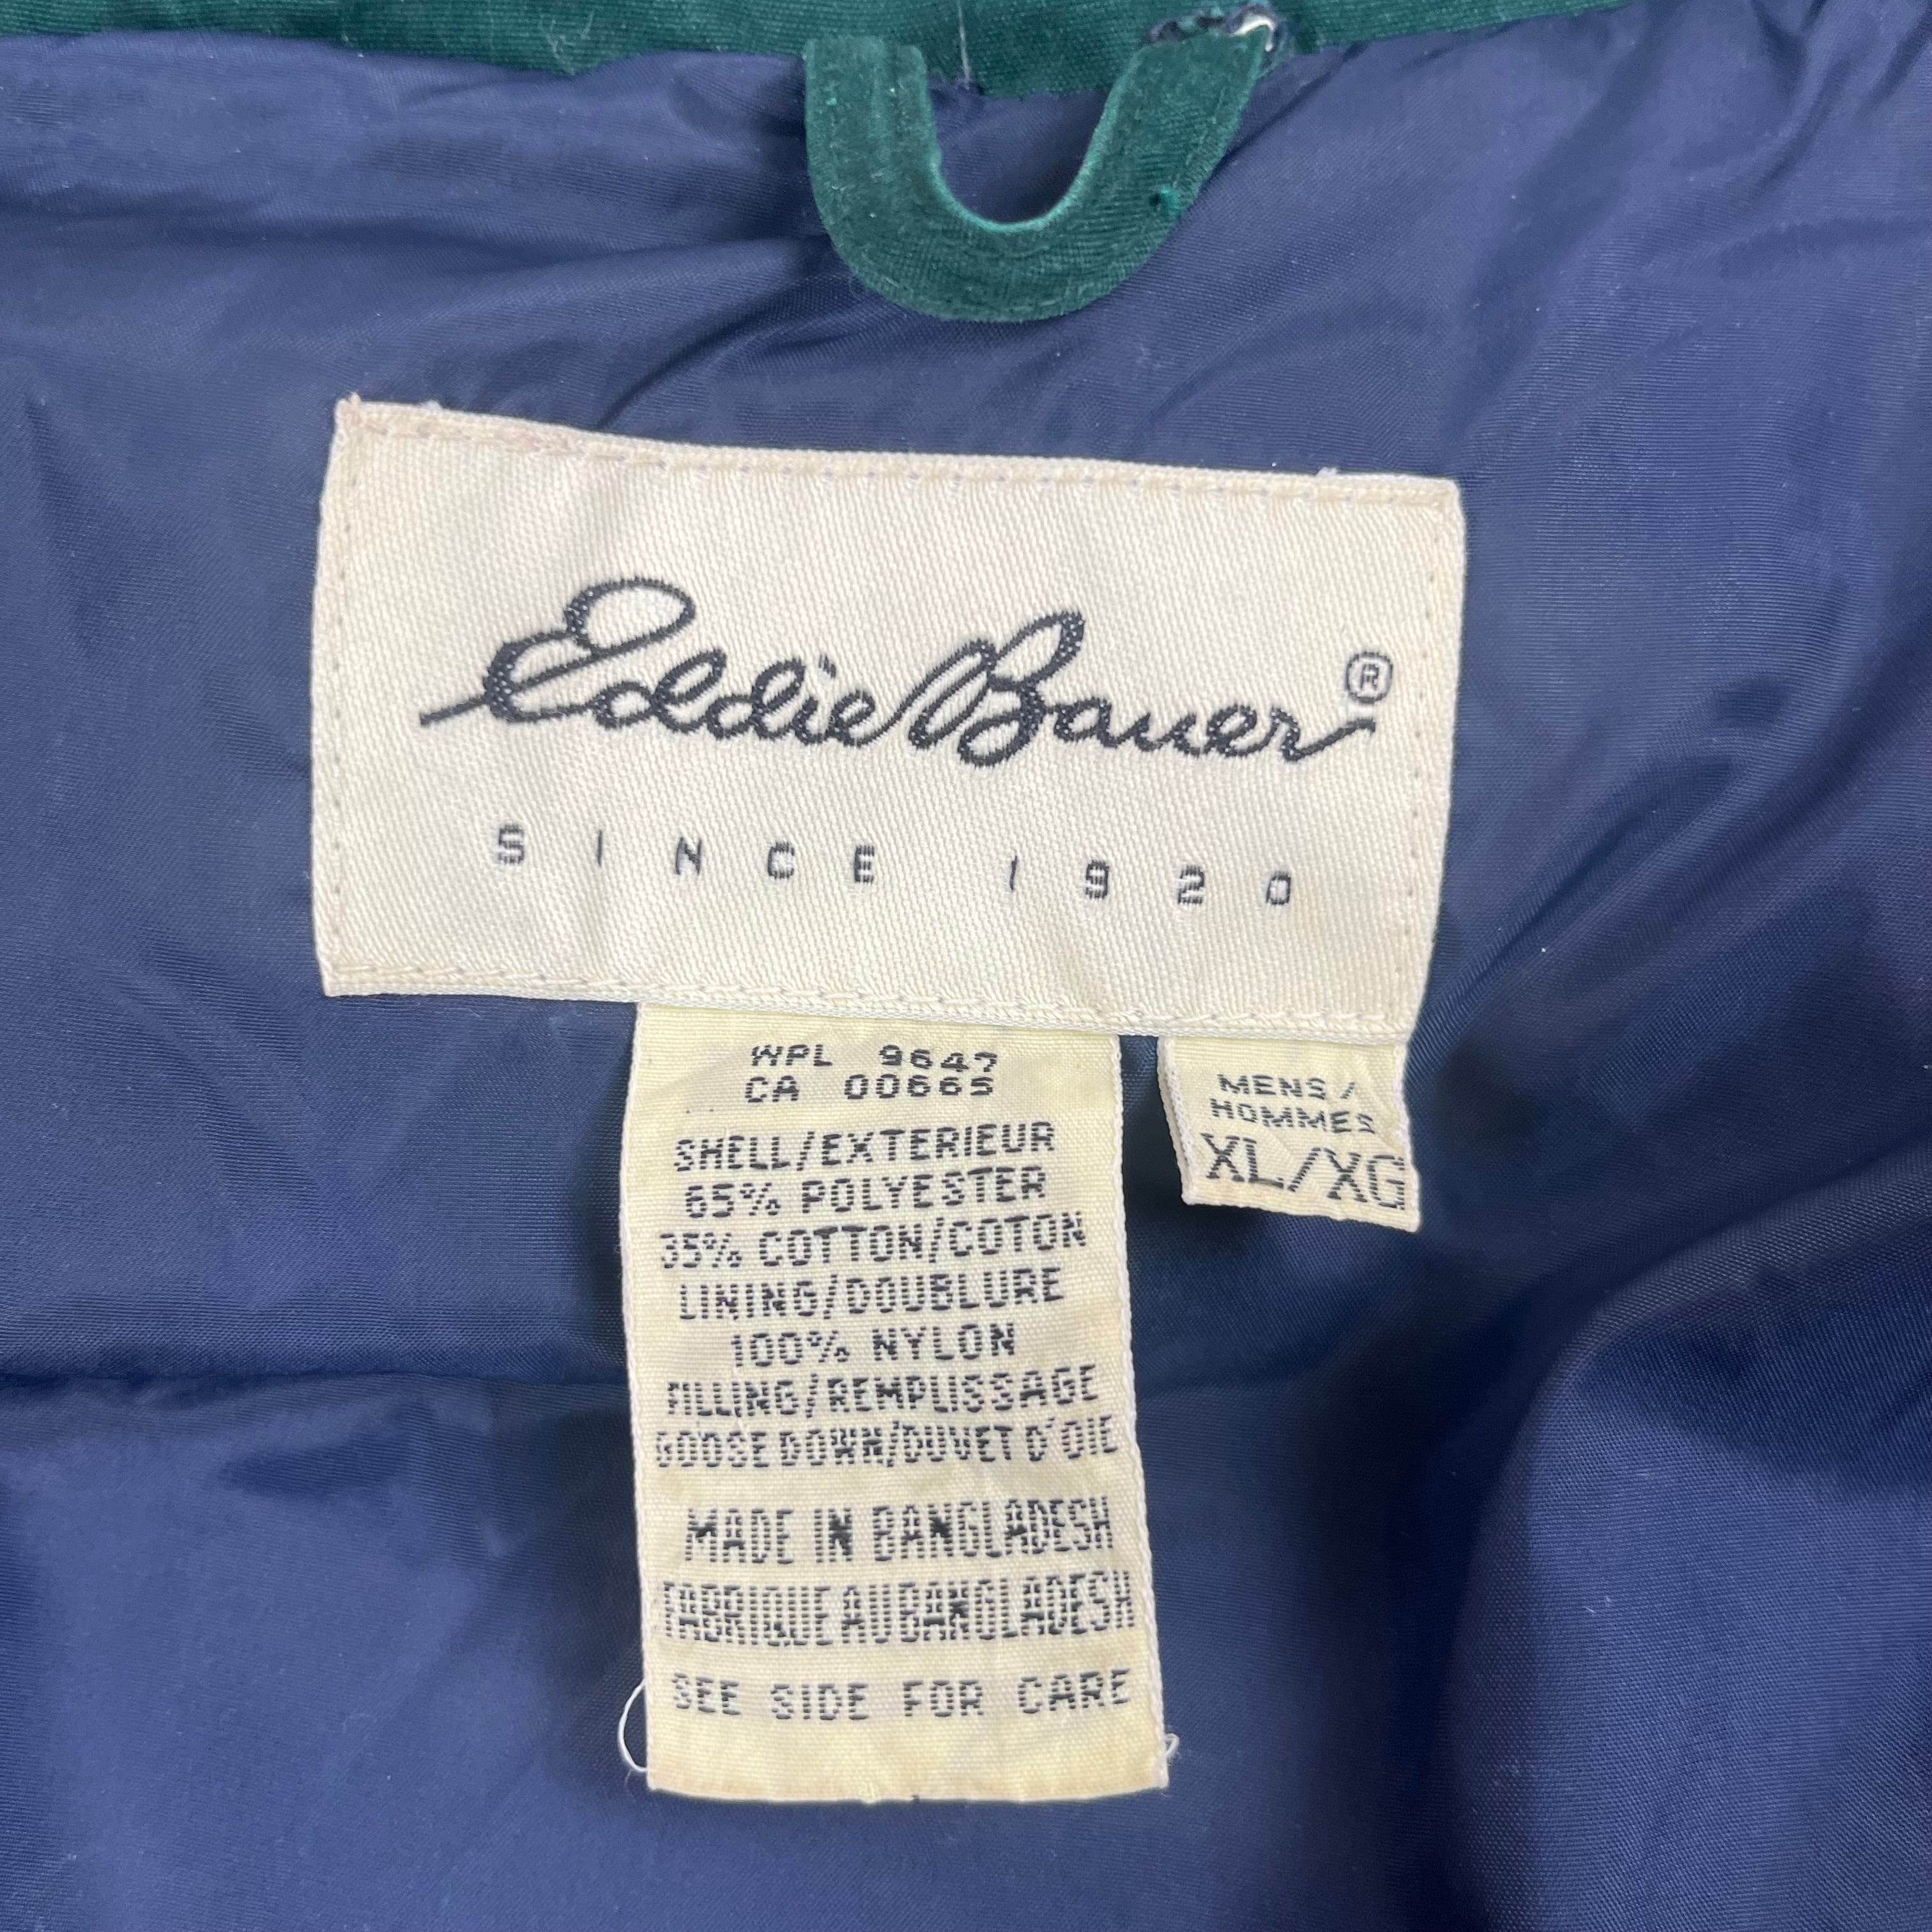 Eddie Bauer®
SINCE 1920
WPL 9647
CA 00665
SHELL/EXTERIEUR
65% POLYESTER
35% COTTON/COTON
LINING/DOUBLURE
100% NYLON
FILLING/REMPLISSAGE
GOOSE DOWN/DUVET D'OIE
MADE IN BANGLADESH
FABRIQUE AU BANGLADESH
SEE SIDE FOR CARE
MENS/
HOMMES
XL/XG